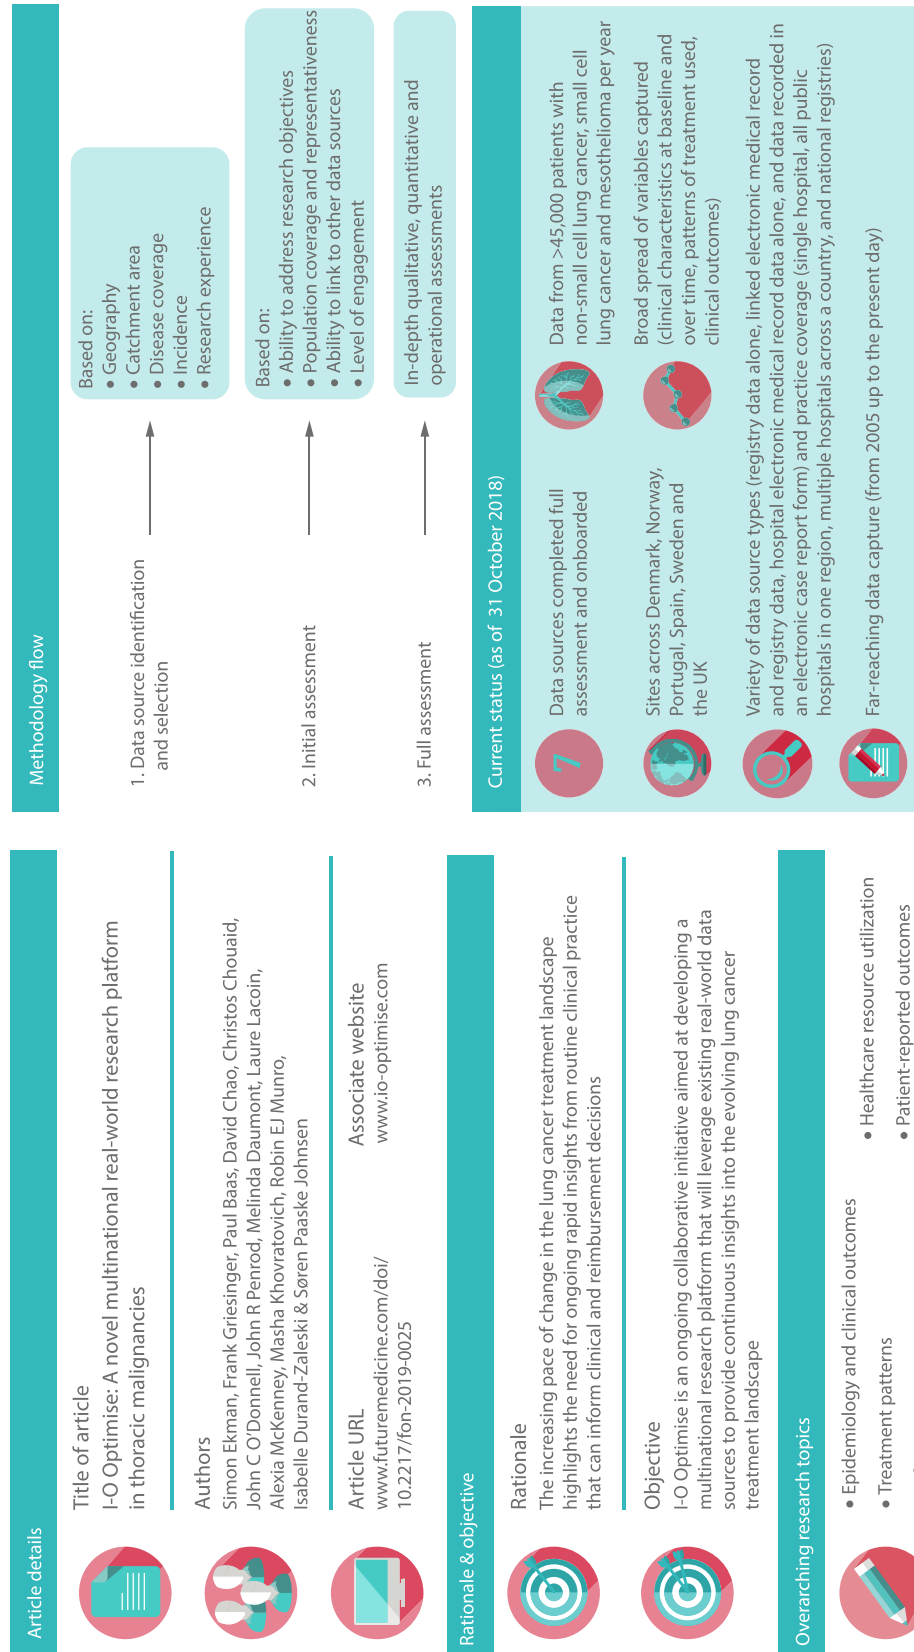 Article details
Title of article
I-O Optimise: A novel multinational real-world research platform
in thoracic malignancies
Authors
Simon Ekman, Frank Griesinger, Paul Baas, David Chao, Christos Chouaid,
John C O'Donnell, John R Penrod, Melinda Daumont, Laure Lacoin,
Alexia McKenney, Masha Khovratovich, Robin EJ Munro,
Isabelle Durand-Zaleski & Søren Paaske Johnsen
Article URL
www.futuremedicine.com/doi/
10.2217/fon-2019-0025
Associate website
www.io-optimise.com
Rationale & objective
Rationale
The increasing pace of change in the lung cancer treatment landscape
highlights the need for ongoing rapid insights from routine clinical practice
that can inform clinical and reimbursement decisions
Objective
I-O Optimise is an ongoing collaborative initiative aimed at developing a
multinational research platform that will leverage existing real-world data
sources to provide continuous insights into the evolving lung cancer
treatment landscape
Overarching research topics
• Epidemiology and clinical outcomes
• Treatment patterns
• Healthcare resource utilization
• Patient-reported outcomes
Methodology flow
1. Data source identification
and selection
Based on:
• Geography
• Catchment area
• Disease coverage
• Incidence
• Research experience
2. Initial assessment
Based on:
• Ability to address research objectives
• Population coverage and representativeness
• Ability to link to other data sources
• Level of engagement
3. Full assessment
In-depth qualitative, quantitative and
operational assessments
Current status (as of 31 October 2018)
7
Data sources completed full
assessment and onboarded
Data from >45,000 patients with
non-small cell lung cancer, small cell
lung cancer and mesothelioma per year
Sites across Denmark, Norway,
Portugal, Spain, Sweden and
the UK
Broad spread of variables captured
(clinical characteristics at baseline and
over time, patterns of treatment used,
clinical outcomes)
Variety of data source types (registry data alone, linked electronic medical record
and registry data, hospital electronic medical record data alone, and data recorded in
an electronic case report form) and practice coverage (single hospital, all public
hospitals in one region, multiple hospitals across a country, and national registries)
Far-reaching data capture (from 2005 up to the present day)